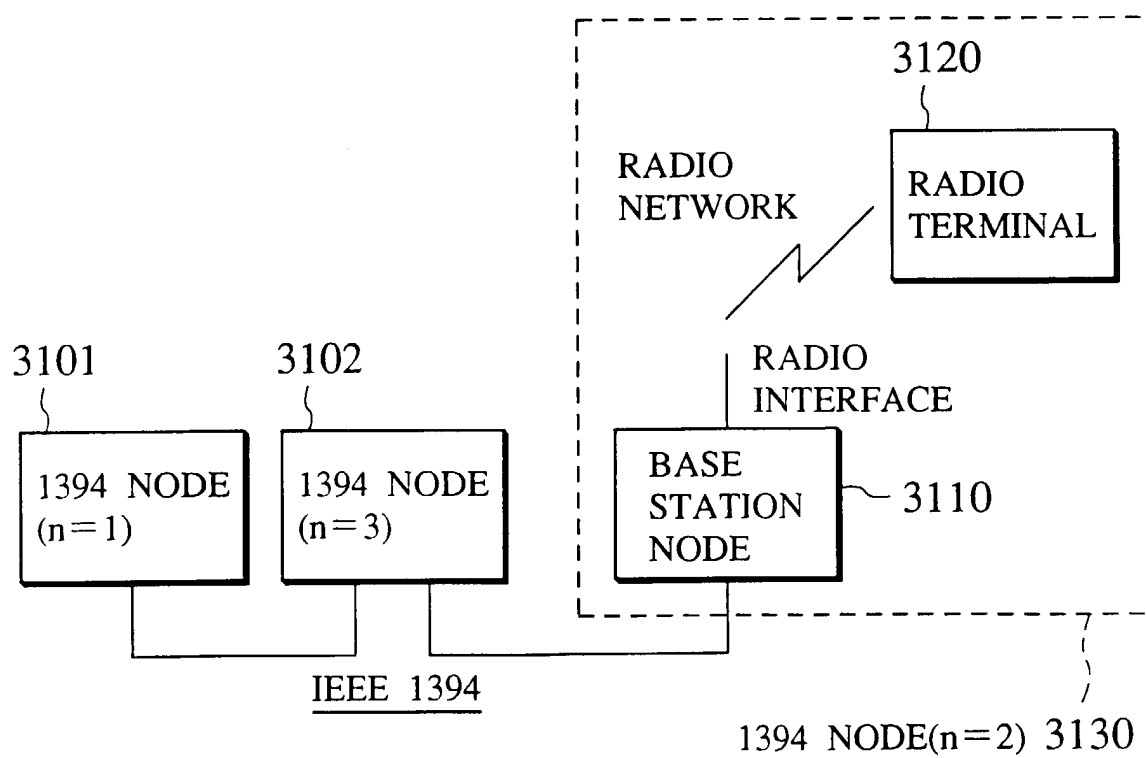 3120
RADIO
NETWORK
RADIO
TERMINAL
3101
3102
RADIO
INTERFACE
1394 NODE
(n=1)
1394 NODE
(n=3)
BASE
STATION
NODE
3110
IEEE 1394
1394 NODE(n=2) 3130